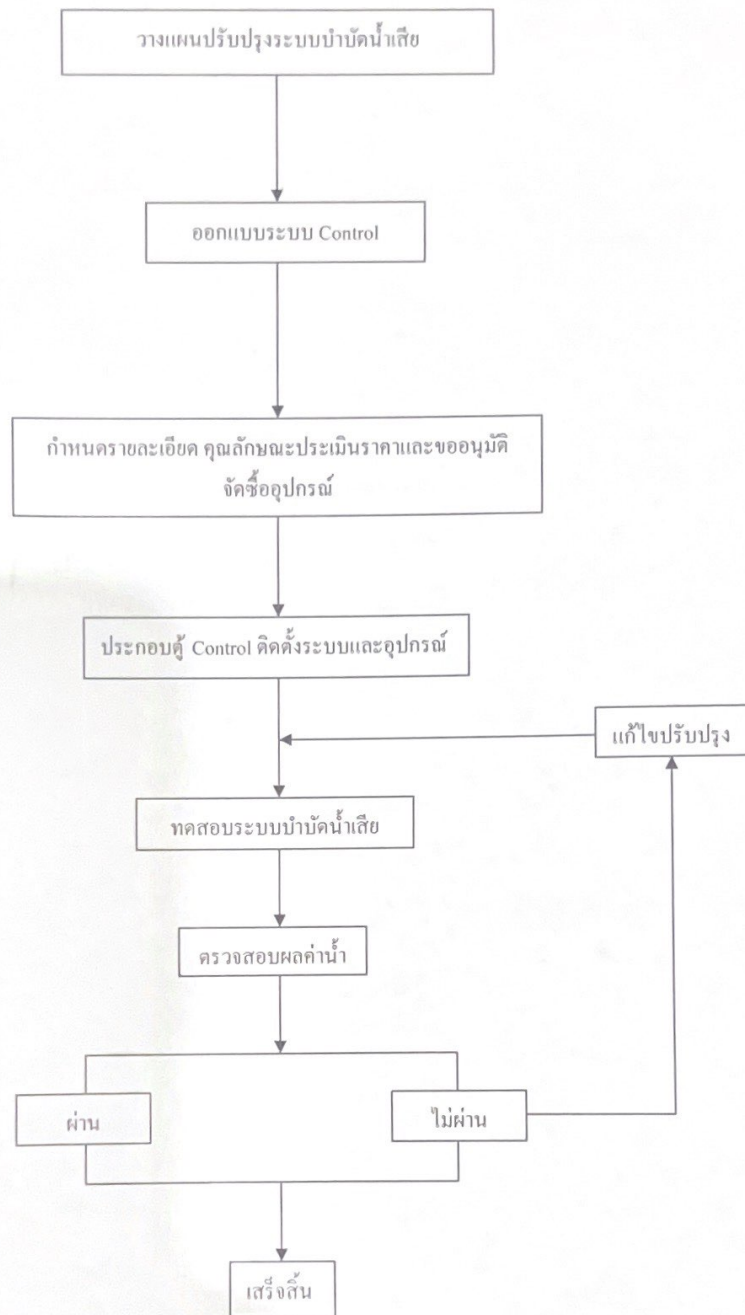 วางแผนปรับปรุงระบบบำบัดน้ำเสีย
ออกแบบระบบ Control
กำหนดรายละเอียด คุณลักษณะประเมินราคาและขออนุมัติ
จัดซื้ออุปกรณ์
ประกอบตู้ Control ติดตั้งระบบและอุปกรณ์
แก้ไขปรับปรุง
ทดสอบระบบบำบัดน้ำเสีย
ตรวจสอบผลค่าน้ำ
ผ่าน
ไม่ผ่าน
เสร็จสิ้น